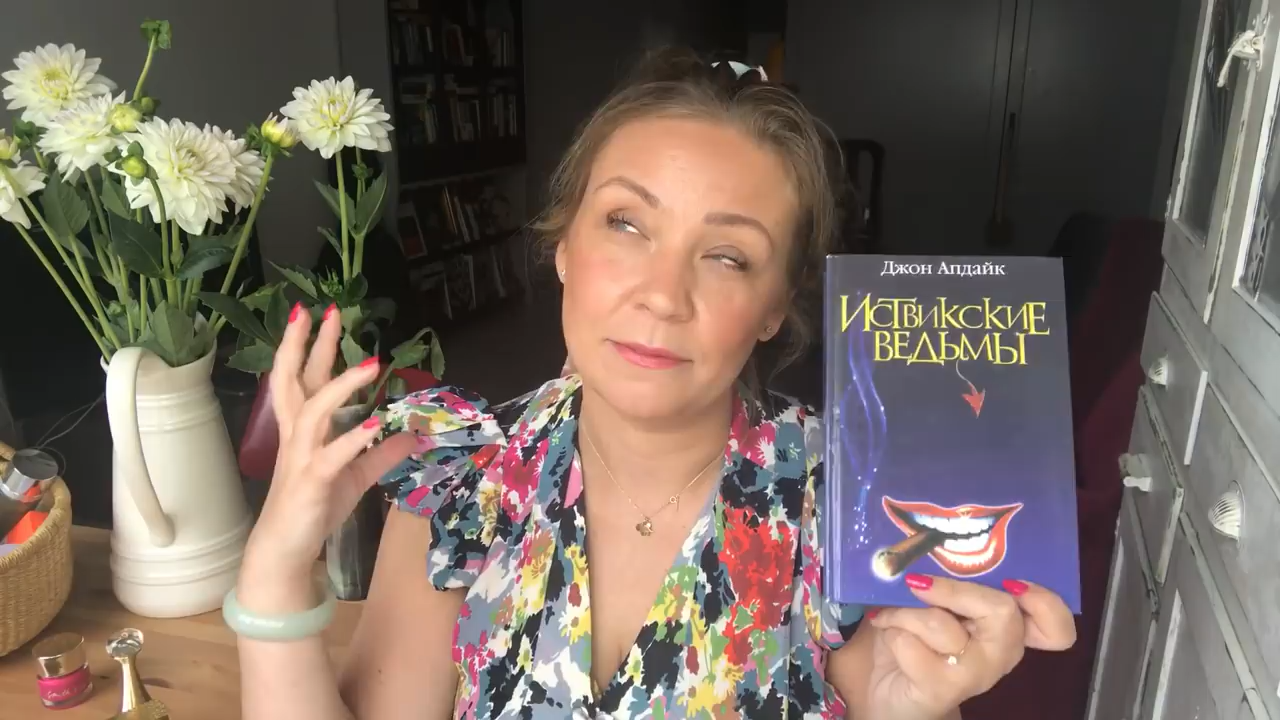 Джон Апдайк
Иствикские
ведьмы